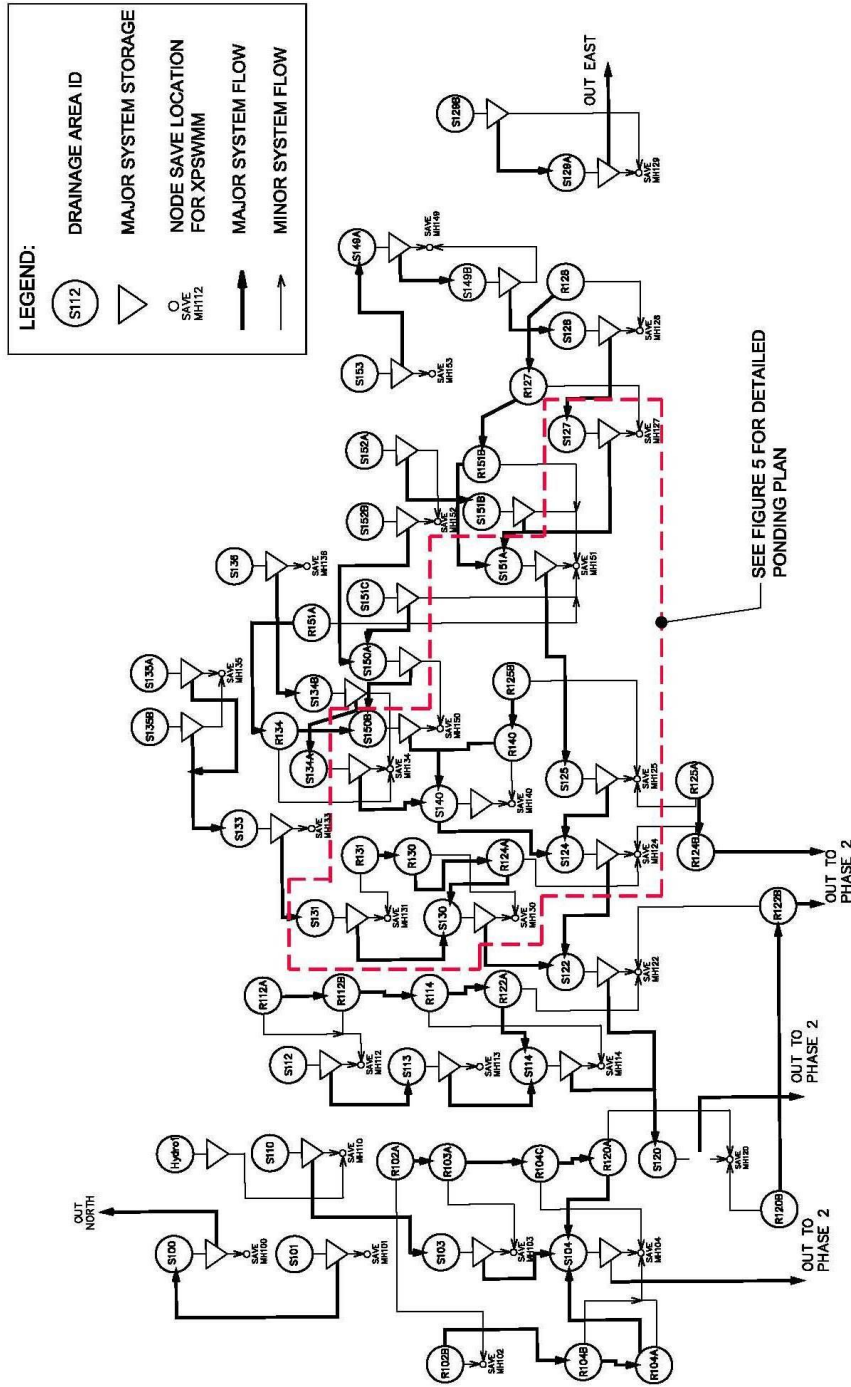 LEGEND:
S112
DRAINAGE AREA ID
MAJOR SYSTEM STORAGE
SAVE
MH112
NODE SAVE LOCATION
FOR XPSWMM
MAJOR SYSTEM FLOW
MINOR SYSTEM FLOW
OUT
NORTH
S100
SAVE
MH100
S101
SAVE
MH101
Hydro1
S110
SAVE
MH110
R102A
R103A
R104C
R120A
S103
SAVE
MH103
S104
SAVE
MH104
R102B
SAVE
MH102
R104B
R104A
OUT TO
PHASE 2
S120
SAVE
MH120
R120B
OUT TO
PHASE 2
R112A
R112B
R114
R122A
S112
SAVE
MH112
S113
SAVE
MH113
S114
SAVE
MH114
S122
SAVE
MH122
R122B
OUT TO
PHASE 2
S135A
S135B
SAVE
MH135
S133
SAVE
MH133
S131
SAVE
MH131
R131
R130
R124A
S130
SAVE
MH130
S136
SAVE
MH136
R151A
R134
S134B
S134A
SAVE
MH134
S150A
S150B
SAVE
MH150
S140
SAVE
MH140
R140
R125B
S125
SAVE
MH125
S124
SAVE
MH124
R125A
R124B
S152A
S152B
SAVE
MH152
S151C
R151B
S151B
S151A
SAVE
MH151
S153
SAVE
MH153
S149A
SAVE
MH149
S149B
R128
S128
SAVE
MH128
R127
S127
SAVE
MH127
S129B
S129A
SAVE
MH129
OUT EAST
SEE FIGURE 5 FOR DETAILED
PONDING PLAN